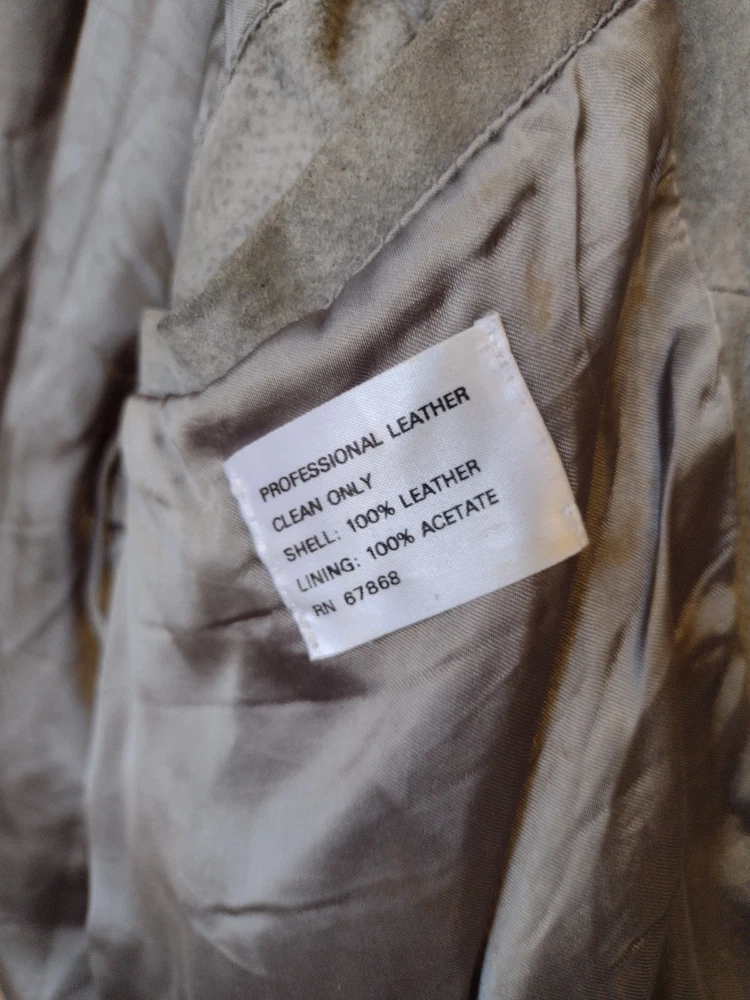 PROFESSIONAL LEATHER
CLEAN ONLY
SHELL: 100% LEATHER
LINING: 100% ACETATE
RN 67868